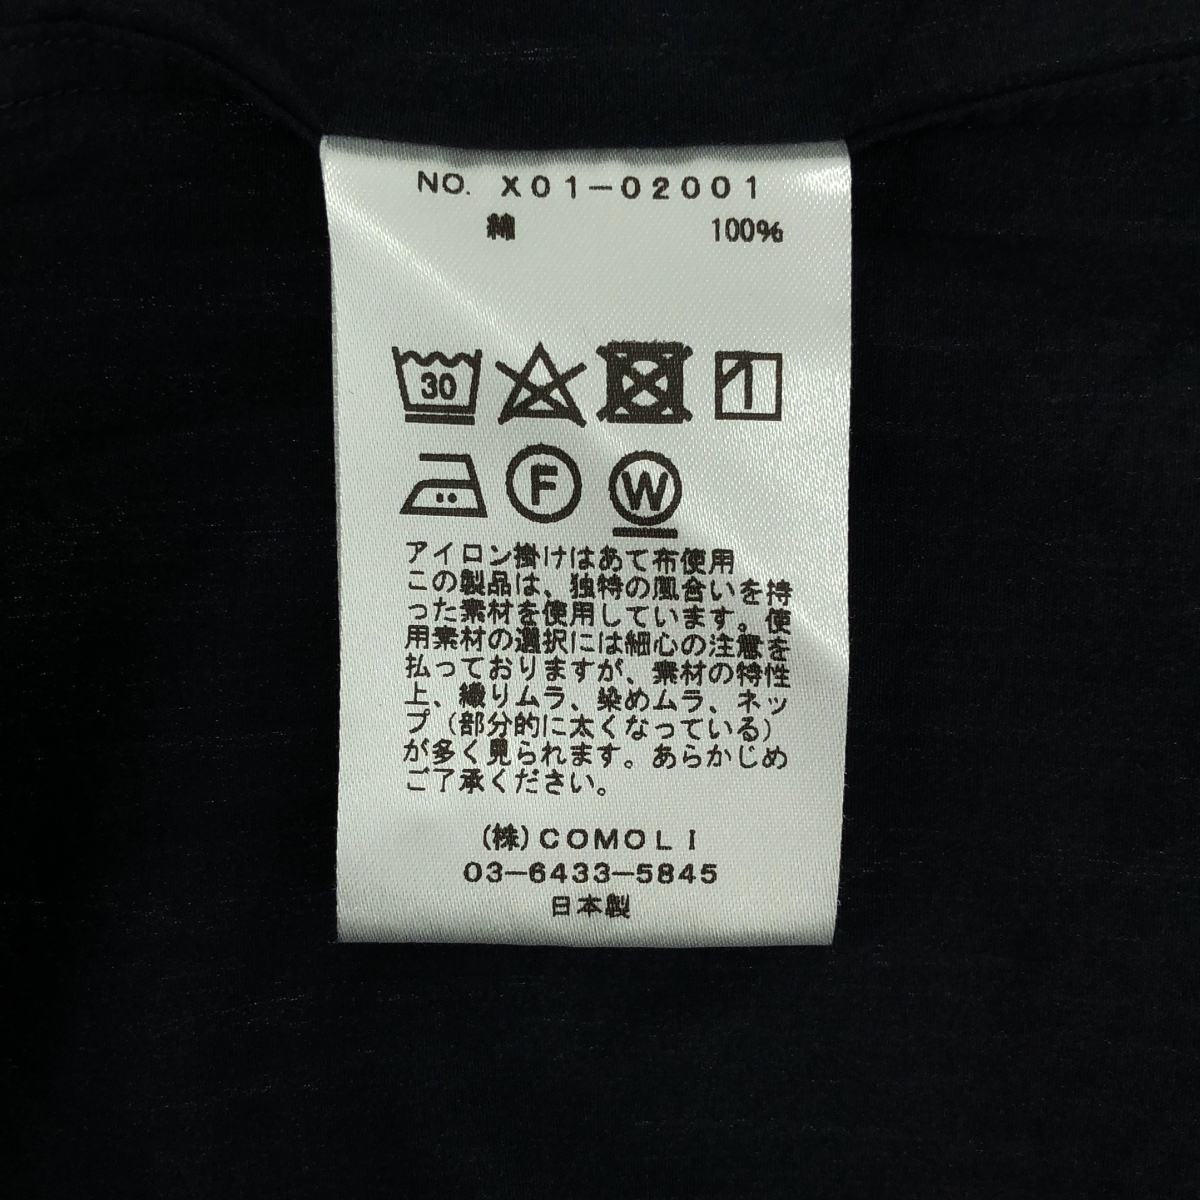 NO. X01-02001
綿 100%
30
F W
アイロン掛けはあて布使用
この製品は、独特の風合いを持
った素材を使用しています。使
用素材の選択には細心の注意を
払っておりますが、素材の特性
上、織りムラ、染めムラ、ネッ
プ（部分的に太くなっている）
が多く見られます。あらかじめ
ご了承ください。
(株)COMOLI
03-6433-5845
日本製